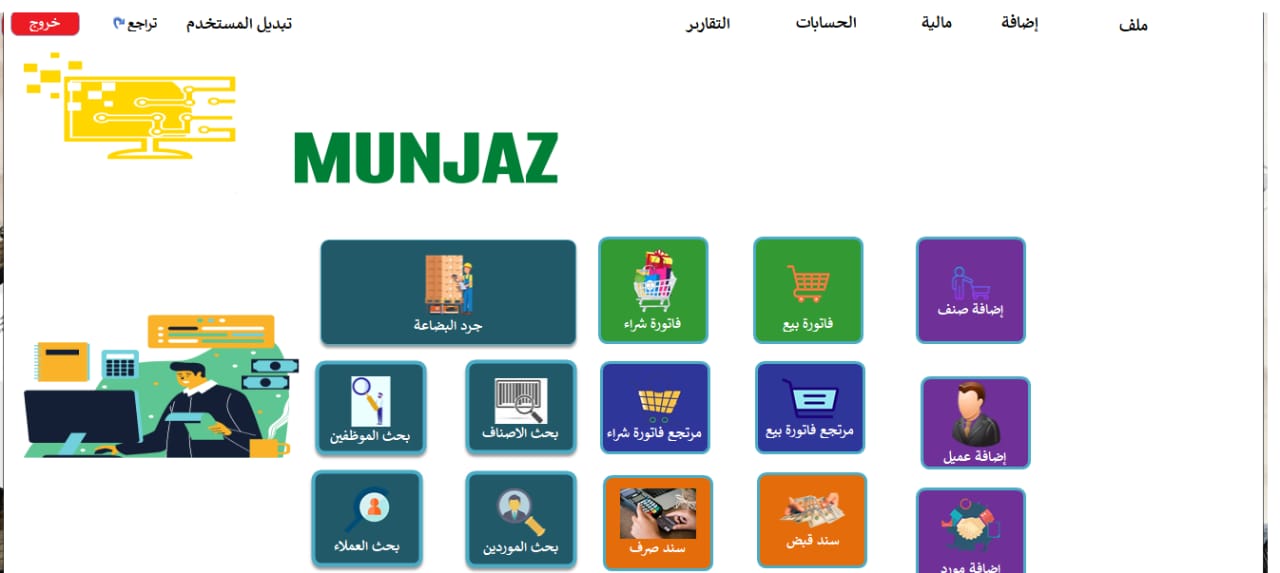 ملف
إضافة
مالية
الحسابات
التقارير
تبديل المستخدم
تراجع
خروج
MUNJAZ
إضافة صنف
فاتورة بيع
فاتورة شراء
جرد البضاعة
إضافة عميل
مرتجع فاتورة بيع
مرتجع فاتورة شراء
بحث الاصناف
بحث الموظفين
إضافة مورد
سند قبض
سند صرف
بحث الموردين
بحث العملاء